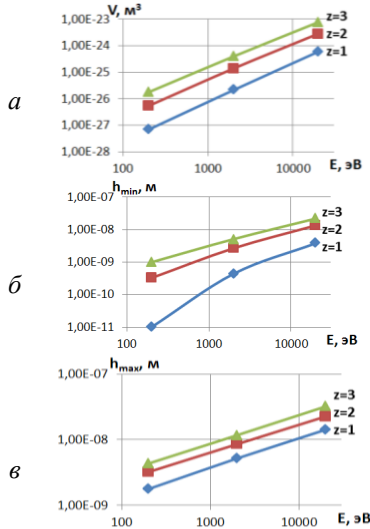 V, м³
1,00E-23
1,00E-24
1,00E-25
1,00E-26
1,00E-27
1,00E-28
z=3
z=2
z=1
а
100
1000
10000
E, эВ
hmin, м
1,00E-07
1,00E-08
1,00E-09
1,00E-10
1,00E-11
z=3
z=2
z=1
б
100
1000
10000
E, эВ
hmax, м
1,00E-07
1,00E-08
1,00E-09
z=3
z=2
z=1
в
100
1000
10000
E, эВ